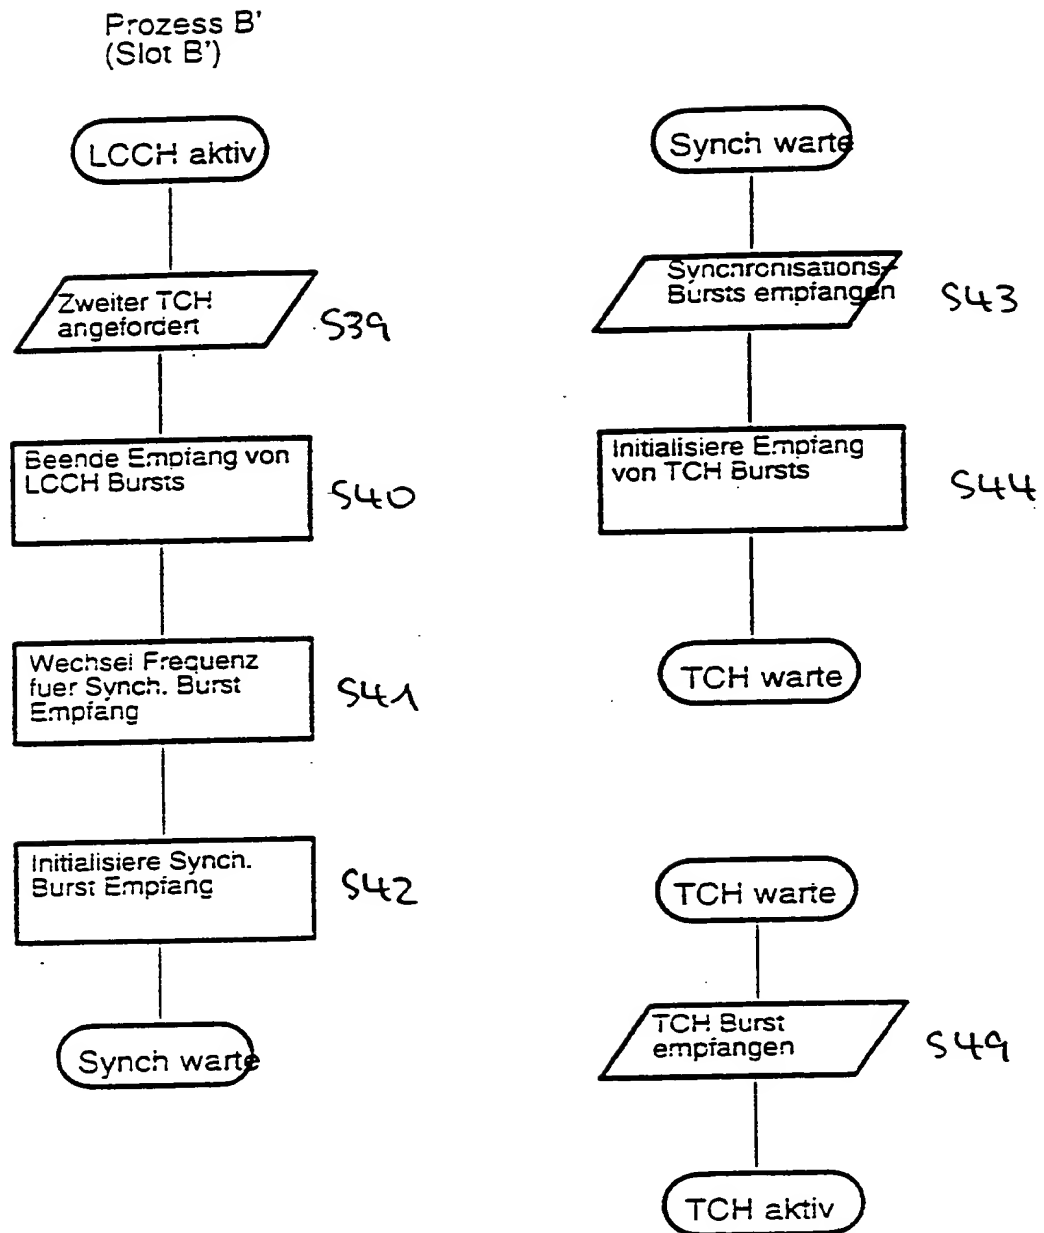 Prozess B'
(Slot B')
LCCH aktiv
Zweiter TCH
angefordert
S39
Beende Empfang von
LCCH Bursts
S40
Wechsel Frequenz
fuer Synch. Burst
Empfang
S41
Initialisiere Synch.
Burst Empfang
S42
Synch warte
Synch warte
Synchronisations-
Bursts empfangen
S43
Initialisiere Empfang
von TCH Bursts
S44
TCH warte
TCH warte
TCH Burst
empfangen
S49
TCH aktiv